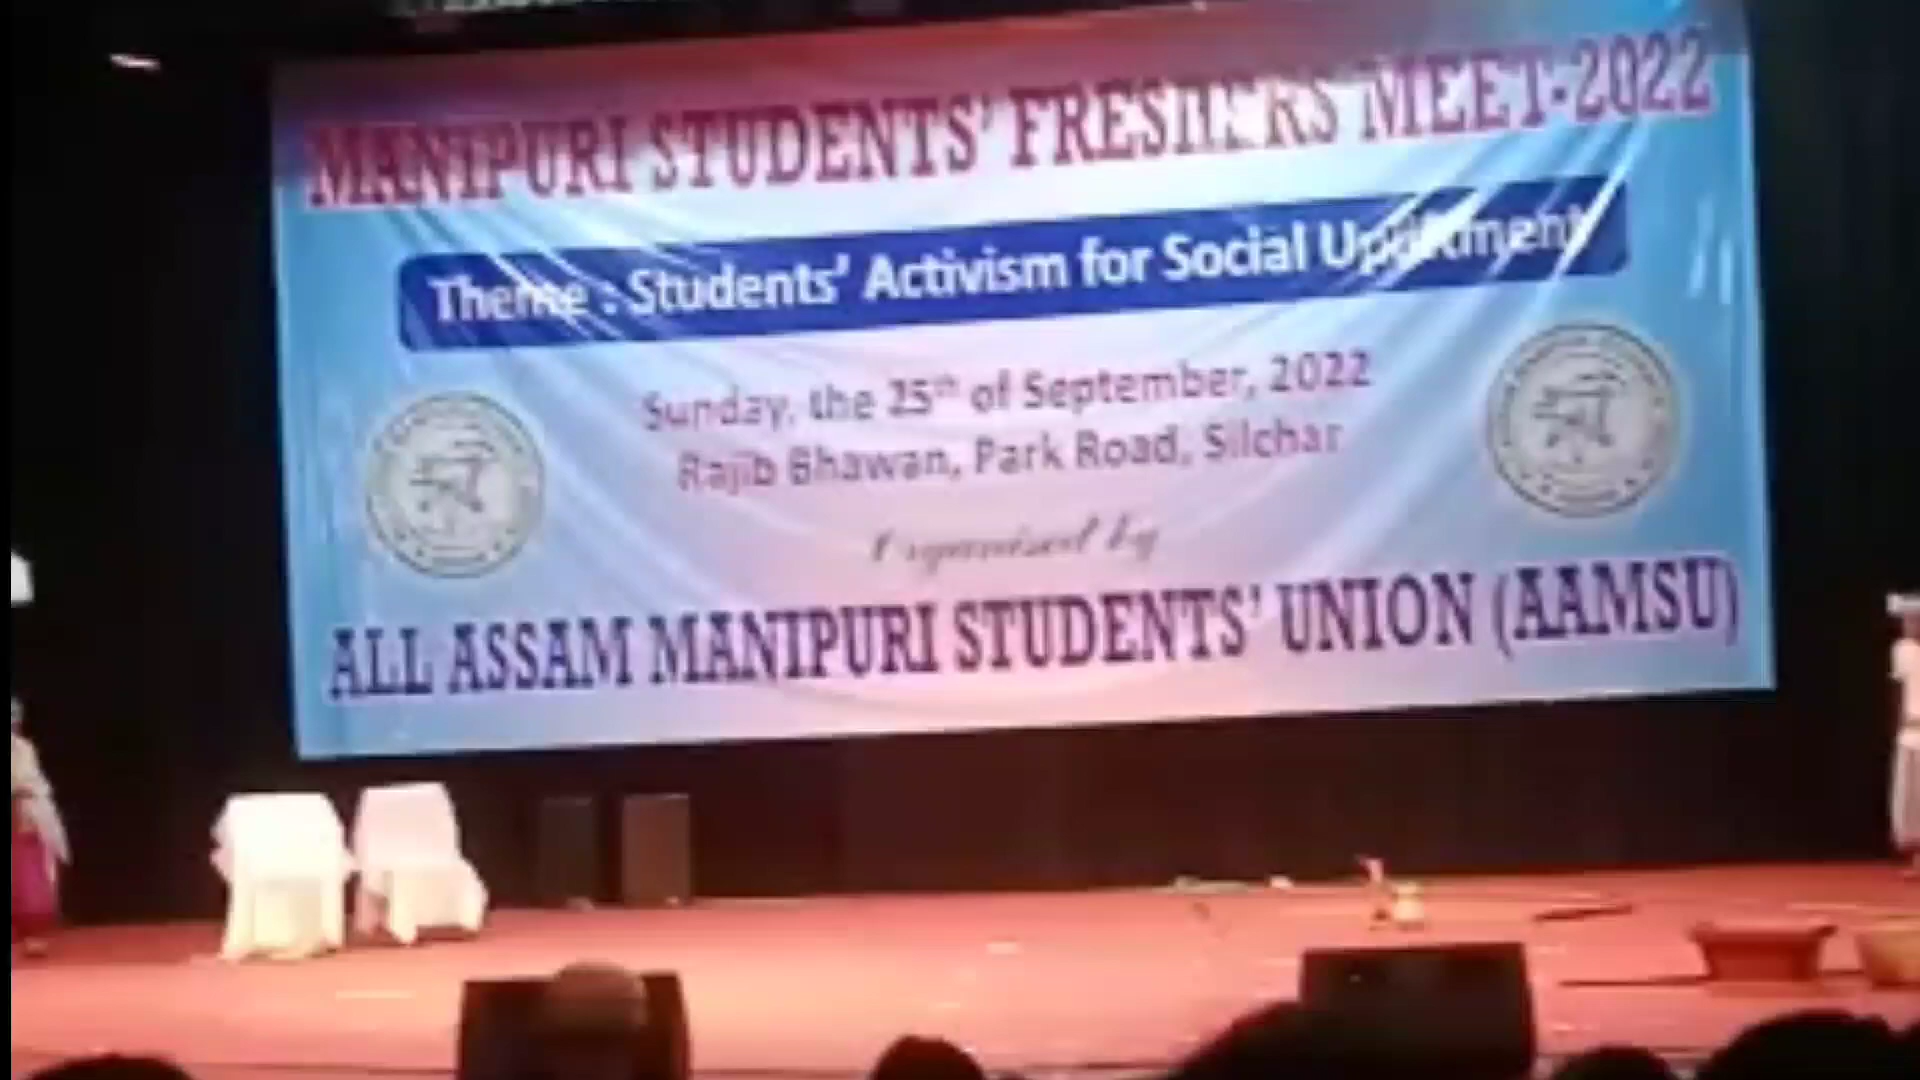 MANIPURI STUDENTS' FRESHERS MEET-2022
Theme : Students' Activism for Social
Sunday, the 25th of September, 2022
Rajib Bhawan, Park Road, Silchar
Organised by
ALL ASSAM MANIPURI STUDENTS' UNION (AAMSU)